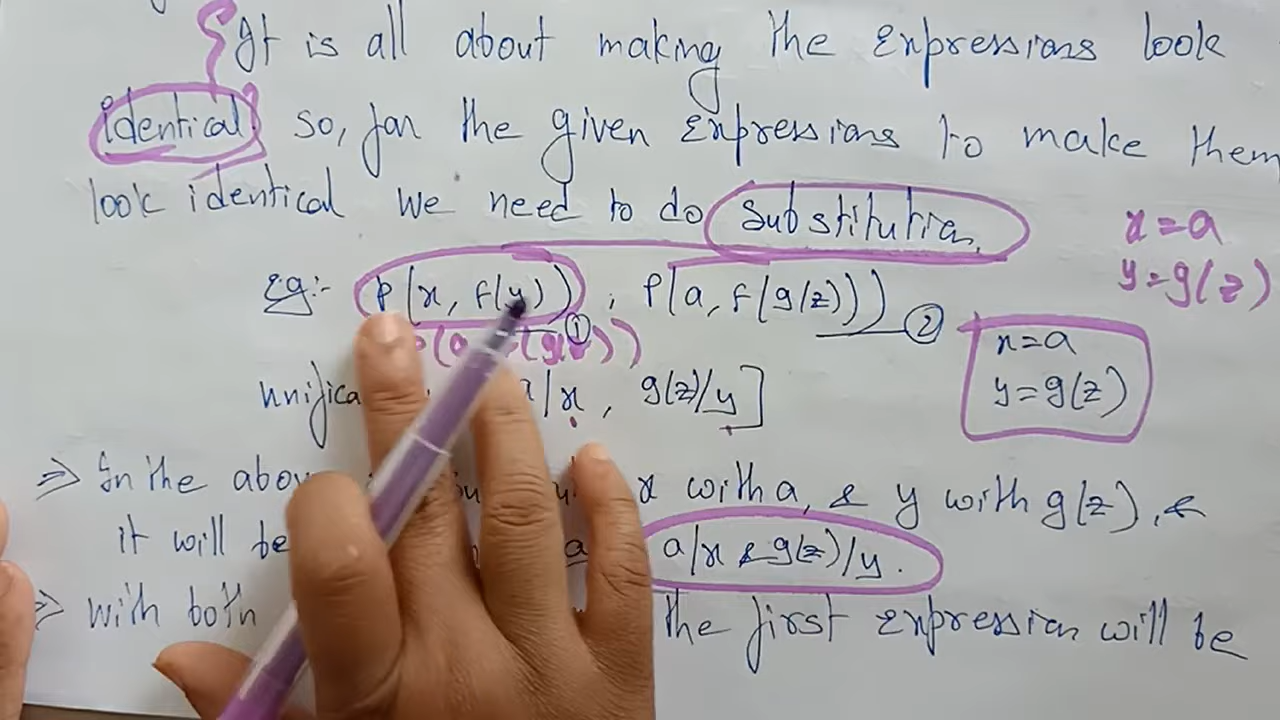 It is all about making the expressions look
identical. so, for the given expressions to make them
look identical we need to do substitution.
x=a
y=g(z)
Eg:- P(x, f(y)) ; P(a, f(g(z))) ②
①
x=a
y=g(z)
a/x, g(z)/y]
⇒ In the x with a, & y with g(z), &
it will be a/x & g(z)/y.
⇒ with both the first expression will be